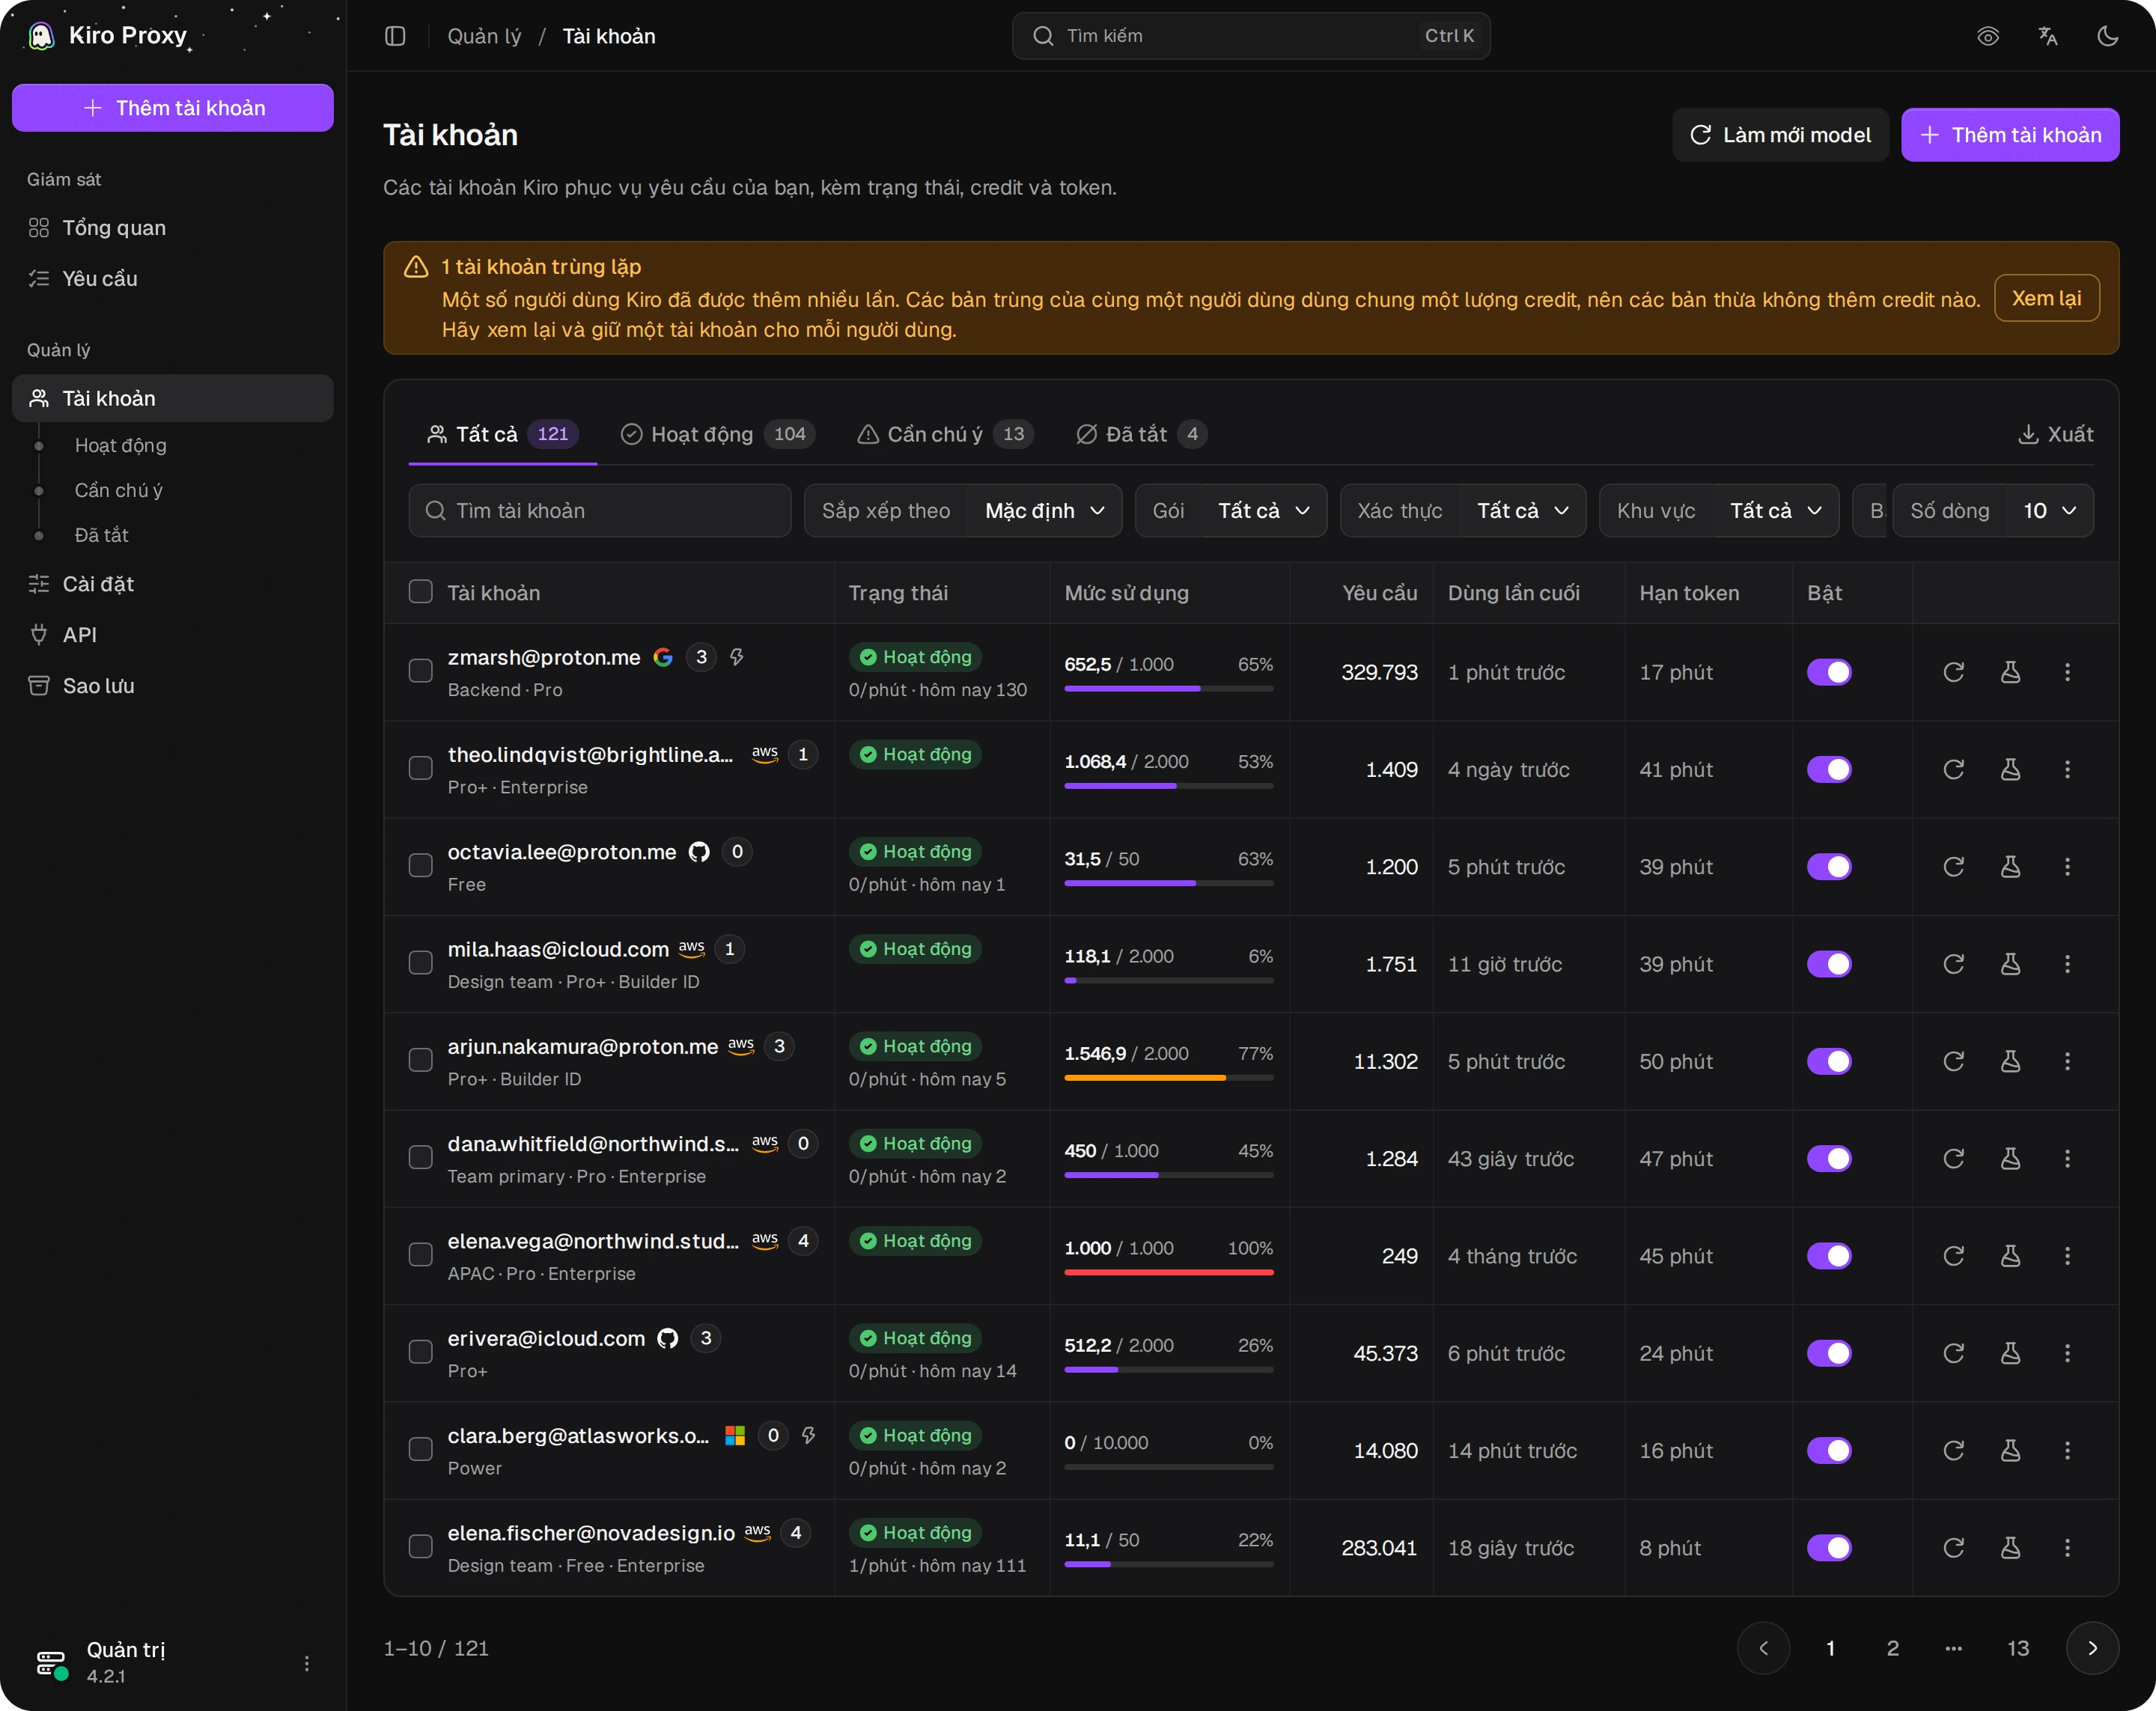 Kiro Proxy
Quản lý / Tài khoản
Tìm kiếm
Ctrl K
Thêm tài khoản
Giám sát
Tổng quan
Yêu cầu
Quản lý
Tài khoản
Hoạt động
Cần chú ý
Đã tắt
Cài đặt
API
Sao lưu
Quản trị
4.2.1
Tài khoản
Làm mới model
Thêm tài khoản
Các tài khoản Kiro phục vụ yêu cầu của bạn, kèm trạng thái, credit và token.
1 tài khoản trùng lặp
Một số người dùng Kiro đã được thêm nhiều lần. Các bản trùng của cùng một người dùng dùng chung một lượng credit, nên các bản thừa không thêm credit nào.
Hãy xem lại và giữ một tài khoản cho mỗi người dùng.
Xem lại
Tất cả 121
Hoạt động 104
Cần chú ý 13
Đã tắt 4
Xuất
Tìm tài khoản
Sắp xếp theo Mặc định
Gói Tất cả
Xác thực Tất cả
Khu vực Tất cả
Số dòng 10
Tài khoản Trạng thái Mức sử dụng Yêu cầu Dùng lần cuối Hạn token Bật
zmarsh@proton.me 3 Hoạt động 652,5 / 1.000 65% 329.793 1 phút trước 17 phút
Backend · Pro 0/phút · hôm nay 130
theo.lindqvist@brightline.a... aws 1 Hoạt động 1.068,4 / 2.000 53% 1.409 4 ngày trước 41 phút
Pro+ · Enterprise
octavia.lee@proton.me 0 Hoạt động 31,5 / 50 63% 1.200 5 phút trước 39 phút
Free 0/phút · hôm nay 1
mila.haas@icloud.com aws 1 Hoạt động 118,1 / 2.000 6% 1.751 11 giờ trước 39 phút
Design team · Pro+ · Builder ID
arjun.nakamura@proton.me aws 3 Hoạt động 1.546,9 / 2.000 77% 11.302 5 phút trước 50 phút
Pro+ · Builder ID 0/phút · hôm nay 5
dana.whitfield@northwind.s... aws 0 Hoạt động 450 / 1.000 45% 1.284 43 giây trước 47 phút
Team primary · Pro · Enterprise 0/phút · hôm nay 2
elena.vega@northwind.stud... aws 4 Hoạt động 1.000 / 1.000 100% 249 4 tháng trước 45 phút
APAC · Pro · Enterprise
erivera@icloud.com 3 Hoạt động 512,2 / 2.000 26% 45.373 6 phút trước 24 phút
Pro+ 0/phút · hôm nay 14
clara.berg@atlasworks.o... 0 Hoạt động 0 / 10.000 0% 14.080 14 phút trước 16 phút
Power 0/phút · hôm nay 2
elena.fischer@novadesign.io aws 4 Hoạt động 11,1 / 50 22% 283.041 18 giây trước 8 phút
Design team · Free · Enterprise 1/phút · hôm nay 111
1–10 / 121
1 2 ... 13